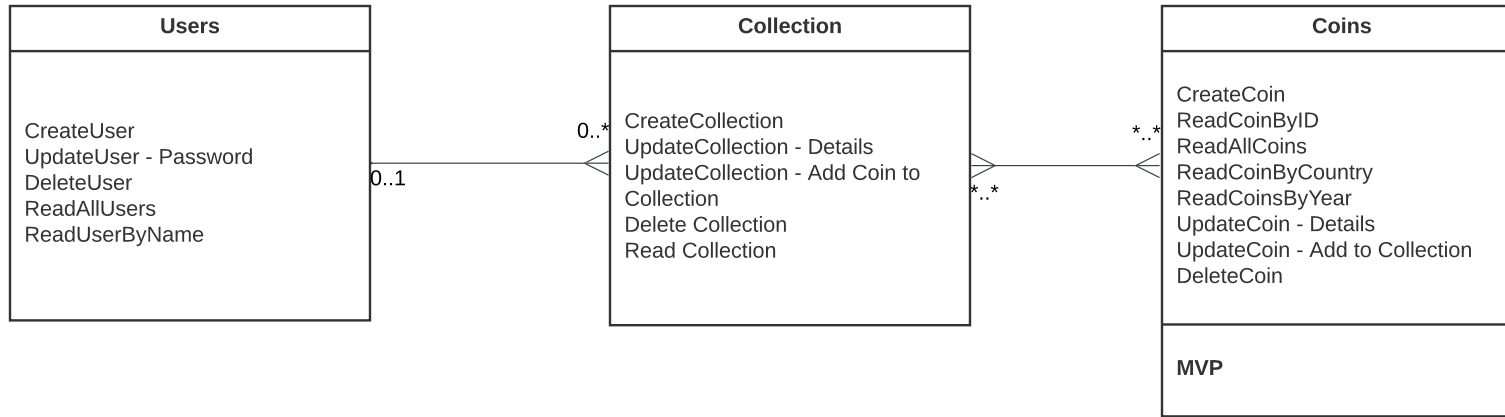 Users
CreateUser
UpdateUser - Password
DeleteUser
ReadAllUsers
ReadUserByName
0..1
0..*
Collection
CreateCollection
UpdateCollection - Details
UpdateCollection - Add Coin to
Collection
Delete Collection
Read Collection
*..*
*..*
Coins
CreateCoin
ReadCoinByID
ReadAllCoins
ReadCoinByCountry
ReadCoinsByYear
UpdateCoin - Details
UpdateCoin - Add to Collection
DeleteCoin
MVP